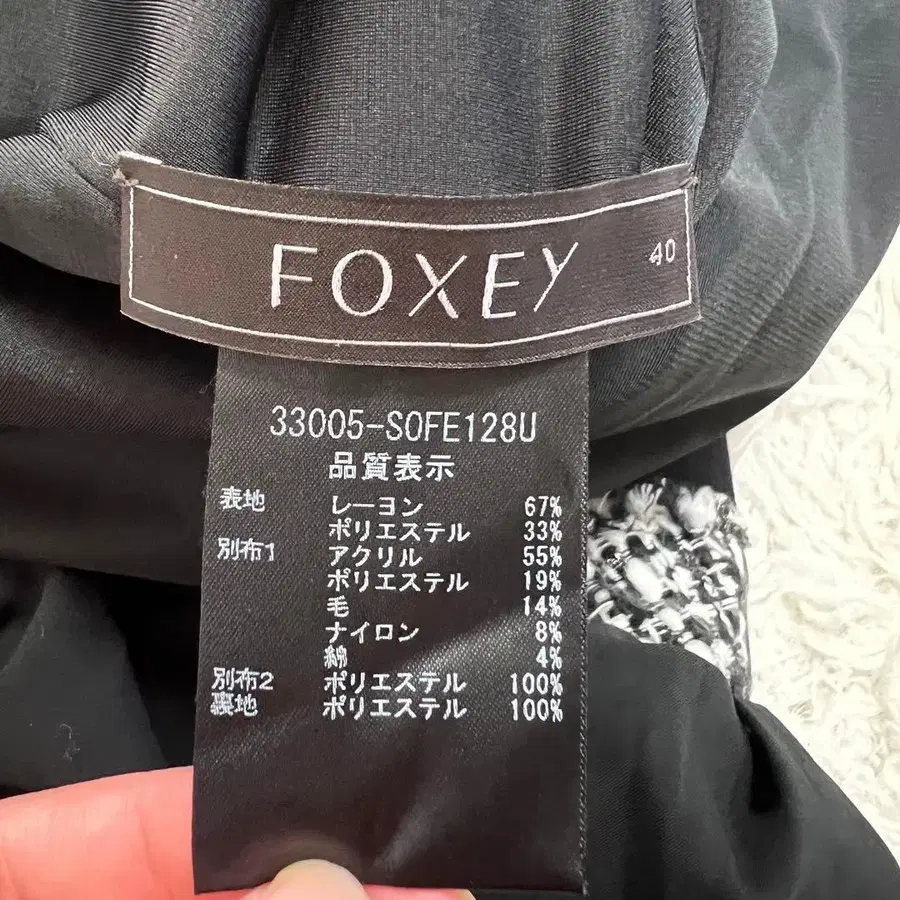 FOXEY 40
33005-S0FE128U
品質表示
表地 レーヨン 67%
ポリエステル 33%
別布1 アクリル 55%
ポリエステル 19%
毛 14%
ナイロン 8%
綿 4%
別布2 ポリエステル 100%
裏地 ポリエステル 100%